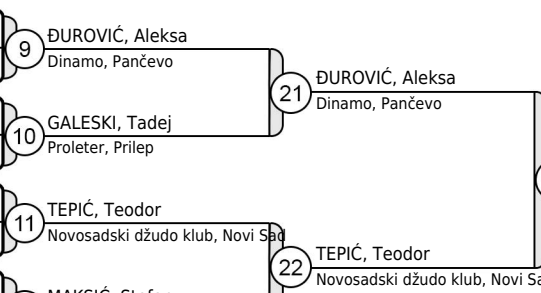 9
ĐUROVIĆ, Aleksa
Dinamo, Pančevo
21
ĐUROVIĆ, Aleksa
Dinamo, Pančevo
10
GALESKI, Tadej
Proleter, Prilep
11
TEPIĆ, Teodor
Novosadski džudo klub, Novi Sad
22
TEPIĆ, Teodor
Novosadski džudo klub, Novi